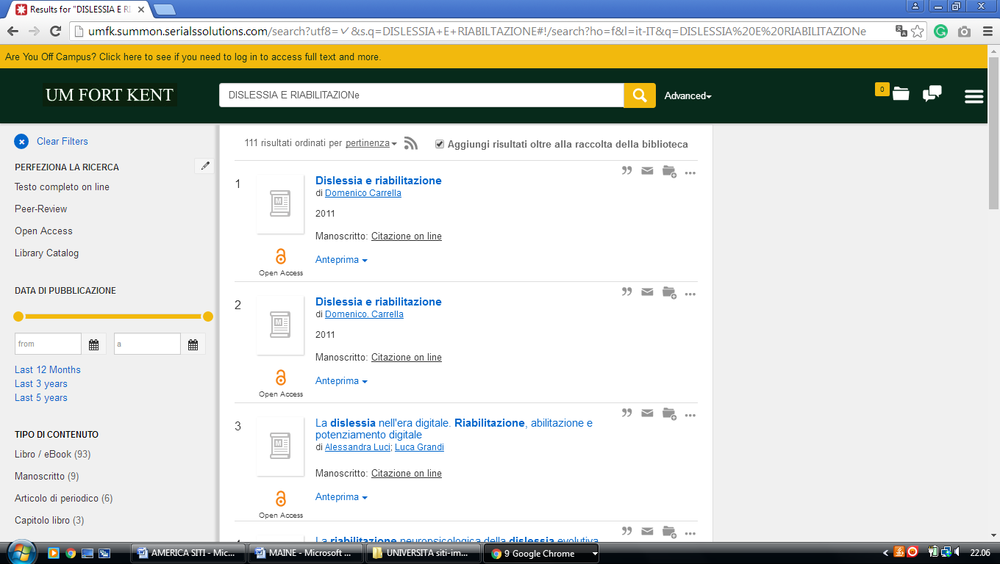 Results for "DISLESSIA E RI
umfk.summon.serialssolutions.com/search?utf8=✓&s.q=DISLESSIA+E+RIABILTAZIONE#!/search?ho=f&l=it-IT&q=DISLESSIA%20E%20RIABILITAZIONe
Are You Off Campus? Click here to see if you need to log in to access full text and more.
UM FORT KENT
DISLESSIA E RIABILITAZIONe
Advanced
0
Clear Filters
PERFEZIONA LA RICERCA
Testo completo on line
Peer-Review
Open Access
Library Catalog
DATA DI PUBBLICAZIONE
from
a
Last 12 Months
Last 3 years
Last 5 years
TIPO DI CONTENUTO
Libro / eBook (93)
Manoscritto (9)
Articolo di periodico (6)
Capitolo libro (3)
111 risultati ordinati per pertinenza
Aggiungi risultati oltre alla raccolta della biblioteca
1
Dislessia e riabilitazione
di Domenico Carrella
2011
Manoscritto: Citazione on line
Anteprima
Open Access
2
Dislessia e riabilitazione
di Domenico. Carrella
2011
Manoscritto: Citazione on line
Anteprima
Open Access
3
La dislessia nell'era digitale. Riabilitazione, abilitazione e
potenziamento digitale
di Alessandra Luci; Luca Grandi
Manoscritto: Citazione on line
Anteprima
Open Access
La riabilitazione neuropsicologica della dislessia evolutiva
AMERICA SITI - Mic...
MAINE - Microsoft ...
UNIVERSITA siti-im...
9 Google Chrome
22.06